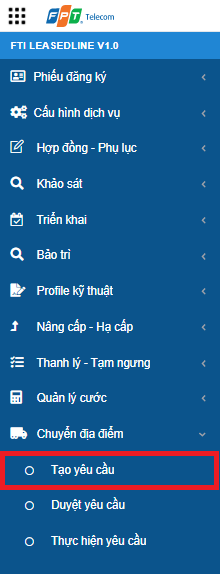 FPT Telecom
FTI LEASEDLINE V1.0
Phiếu đăng ký
Cấu hình dịch vụ
Hợp đồng - Phụ lục
Khảo sát
Triển khai
Bảo trì
Profile kỹ thuật
Nâng cấp - Hạ cấp
Thanh lý - Tạm ngưng
Quản lý cước
Chuyển địa điểm
Tạo yêu cầu
Duyệt yêu cầu
Thực hiện yêu cầu